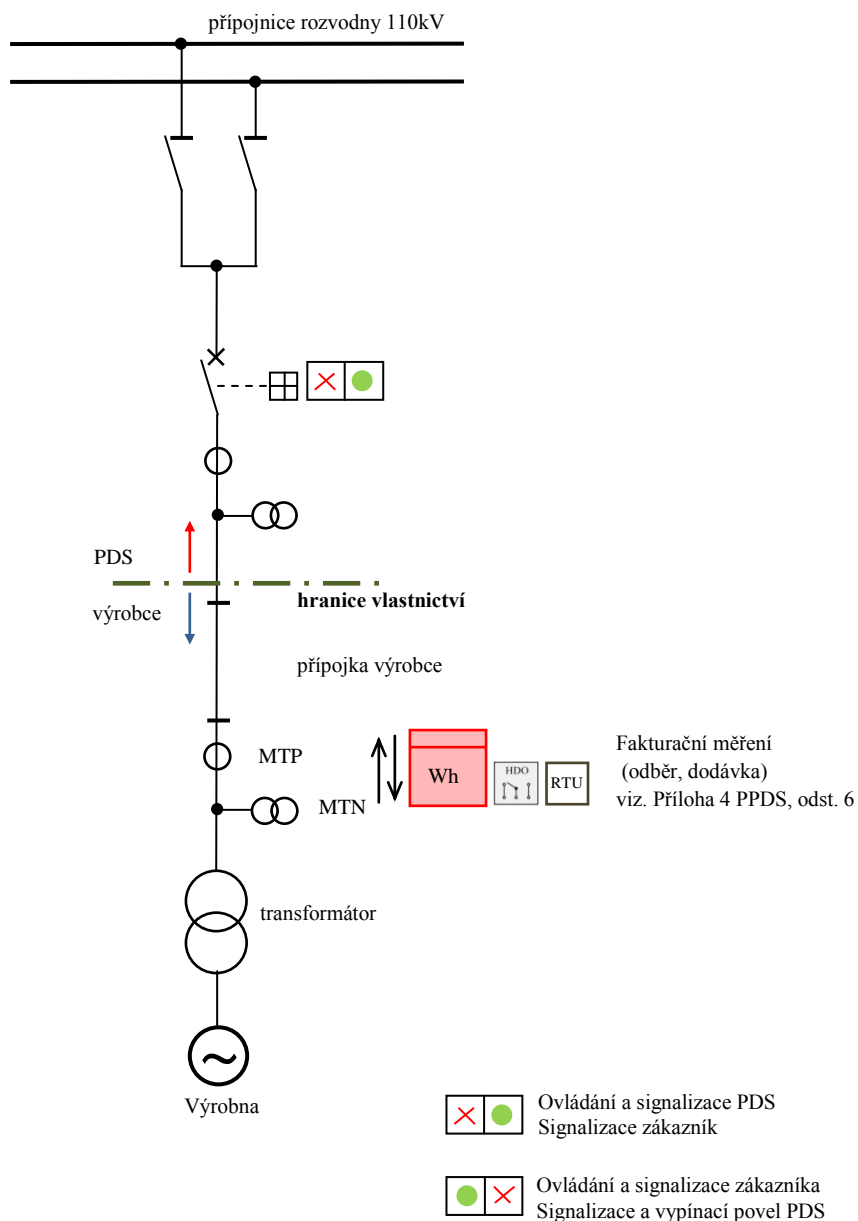 přípojnice rozvodny 110kV
PDS
hranice vlastnictví
výrobce
přípojka výrobce
MTP
Wh
HDO
RTU
Fakturační měření
(odběr, dodávka)
viz. Příloha 4 PPDS, odst. 6
MTN
transformátor
Výrobna
Ovládání a signalizace PDS
Signalizace zákazník
Ovládání a signalizace zákazníka
Signalizace a vypínací povel PDS